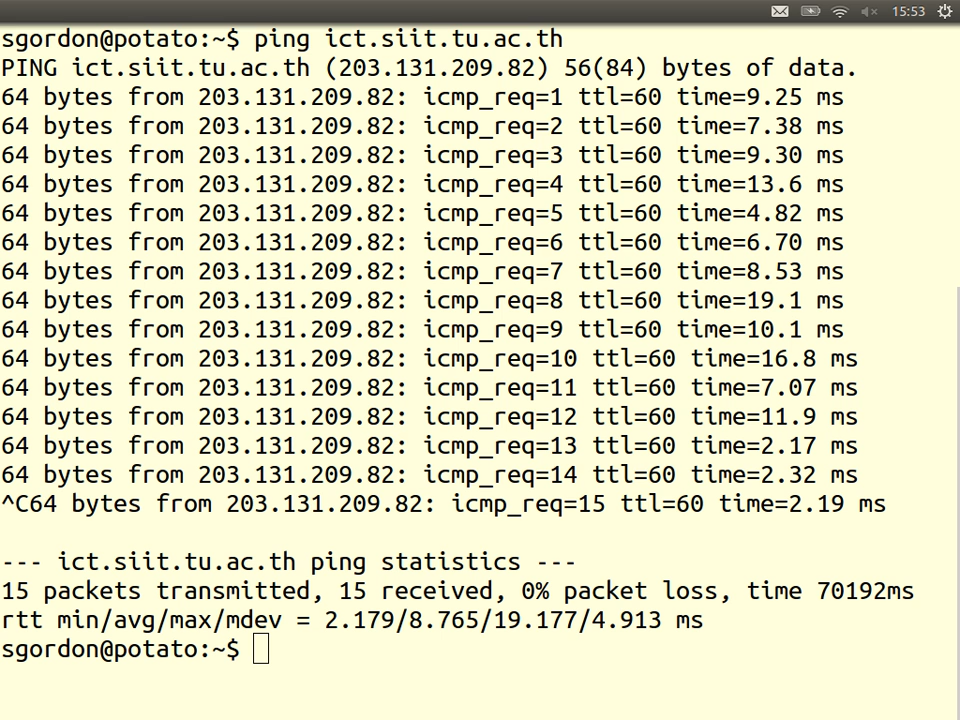 15:53
sgordon@potato:~$ ping ict.siit.tu.ac.th
PING ict.siit.tu.ac.th (203.131.209.82) 56(84) bytes of data.
64 bytes from 203.131.209.82: icmp_req=1 ttl=60 time=9.25 ms
64 bytes from 203.131.209.82: icmp_req=2 ttl=60 time=7.38 ms
64 bytes from 203.131.209.82: icmp_req=3 ttl=60 time=9.30 ms
64 bytes from 203.131.209.82: icmp_req=4 ttl=60 time=13.6 ms
64 bytes from 203.131.209.82: icmp_req=5 ttl=60 time=4.82 ms
64 bytes from 203.131.209.82: icmp_req=6 ttl=60 time=6.70 ms
64 bytes from 203.131.209.82: icmp_req=7 ttl=60 time=8.53 ms
64 bytes from 203.131.209.82: icmp_req=8 ttl=60 time=19.1 ms
64 bytes from 203.131.209.82: icmp_req=9 ttl=60 time=10.1 ms
64 bytes from 203.131.209.82: icmp_req=10 ttl=60 time=16.8 ms
64 bytes from 203.131.209.82: icmp_req=11 ttl=60 time=7.07 ms
64 bytes from 203.131.209.82: icmp_req=12 ttl=60 time=11.9 ms
64 bytes from 203.131.209.82: icmp_req=13 ttl=60 time=2.17 ms
64 bytes from 203.131.209.82: icmp_req=14 ttl=60 time=2.32 ms
^C64 bytes from 203.131.209.82: icmp_req=15 ttl=60 time=2.19 ms
--- ict.siit.tu.ac.th ping statistics ---
15 packets transmitted, 15 received, 0% packet loss, time 70192ms
rtt min/avg/max/mdev = 2.179/8.765/19.177/4.913 ms
sgordon@potato:~$